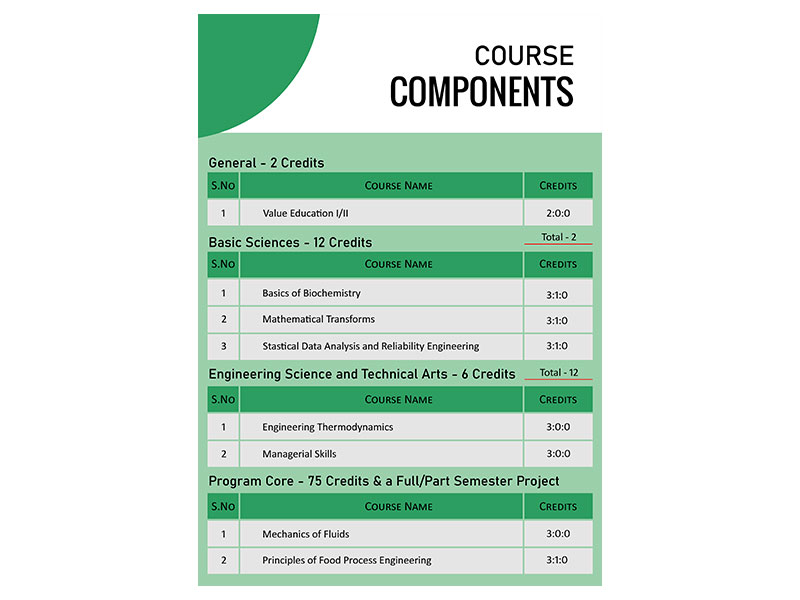 COURSE
COMPONENTS
General - 2 Credits
S.No Course Name Credits
1 Value Education I/II 2:0:0
Total - 2
Basic Sciences - 12 Credits
S.No Course Name Credits
1 Basics of Biochemistry 3:1:0
2 Mathematical Transforms 3:1:0
3 Stastical Data Analysis and Reliability Engineering 3:1:0
Total - 12
Engineering Science and Technical Arts - 6 Credits
S.No Course Name Credits
1 Engineering Thermodynamics 3:0:0
2 Managerial Skills 3:0:0
Program Core - 75 Credits & a Full/Part Semester Project
S.No Course Name Credits
1 Mechanics of Fluids 3:0:0
2 Principles of Food Process Engineering 3:1:0